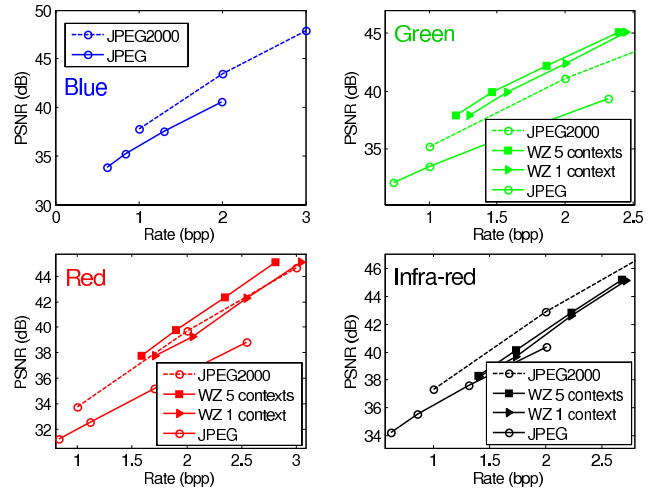 50
45
40
35
30
0
1
2
3
PSNR (dB)
Rate (bpp)
Blue
JPEG2000
JPEG
45
40
35
1
1.5
2
2.5
PSNR (dB)
Rate (bpp)
Green
JPEG2000
WZ 5 contexts
WZ 1 context
JPEG
44
42
40
38
36
34
32
1
1.5
2
2.5
3
PSNR (dB)
Rate (bpp)
Red
JPEG2000
WZ 5 contexts
WZ 1 context
JPEG
46
44
42
40
38
36
34
1
1.5
2
2.5
PSNR (dB)
Rate (bpp)
Infra-red
JPEG2000
WZ 5 contexts
WZ 1 context
JPEG